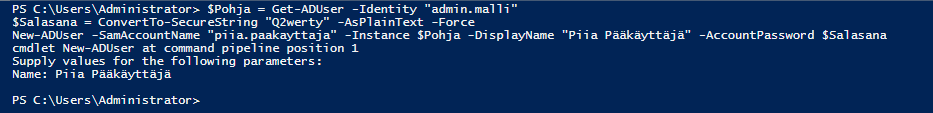 PS C:\Users\Administrator> $Pohja = Get-ADUser -Identity "admin.malli"
$Salasana = ConvertTo-SecureString "Q2werty" -AsPlainText -Force
New-ADUser -SamAccountName "piia.paakayttaja" -Instance $Pohja -DisplayName "Piia Pääkäyttäjä" -AccountPassword $Salasana
cmdlet New-ADUser at command pipeline position 1
Supply values for the following parameters:
Name: Piia Pääkäyttäjä
PS C:\Users\Administrator>